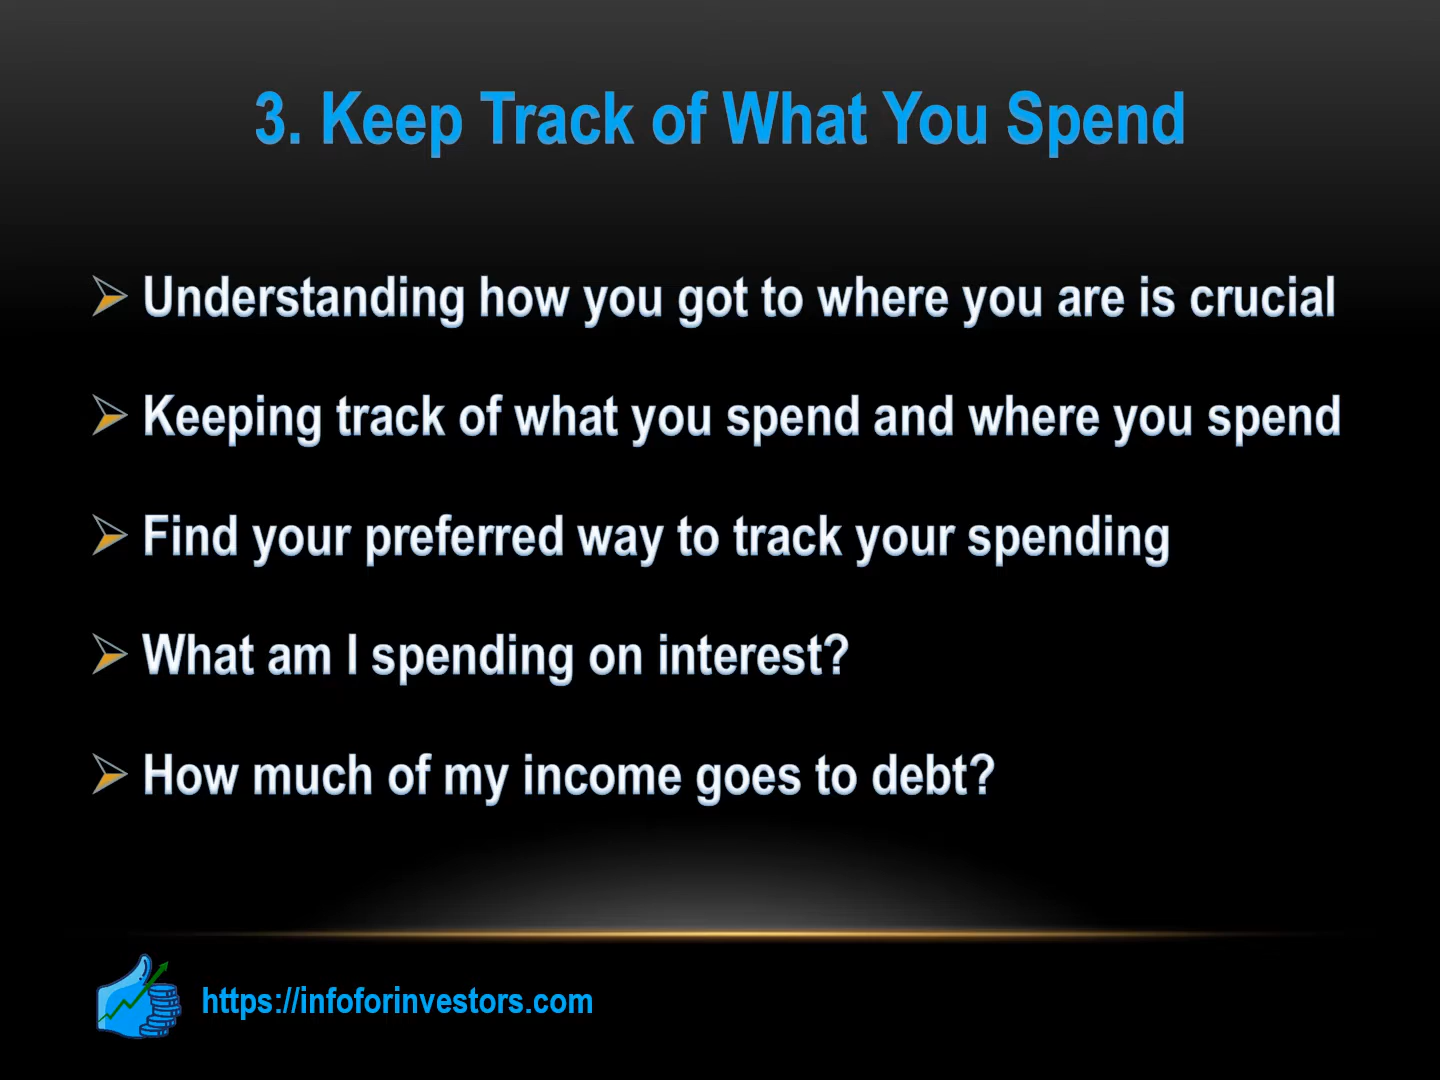 3. Keep Track of What You Spend
Understanding how you got to where you are is crucial
Keeping track of what you spend and where you spend
Find your preferred way to track your spending
What am I spending on interest?
How much of my income goes to debt?
https://infoforinvestors.com